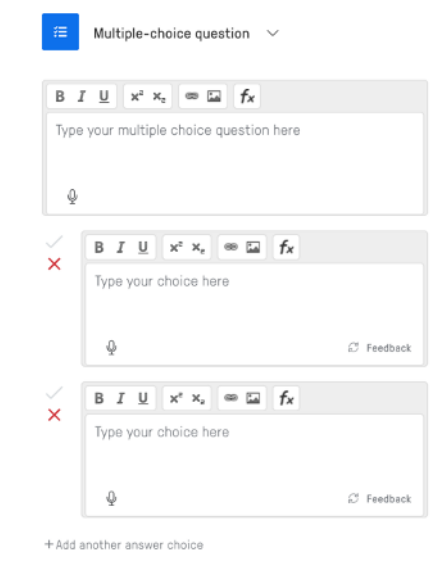 Multiple-choice question
B I U x² x₂ fx
Type your multiple choice question here
B I U x² x₂ fx
Type your choice here
Feedback
B I U x² x₂ fx
Type your choice here
Feedback
+ Add another answer choice